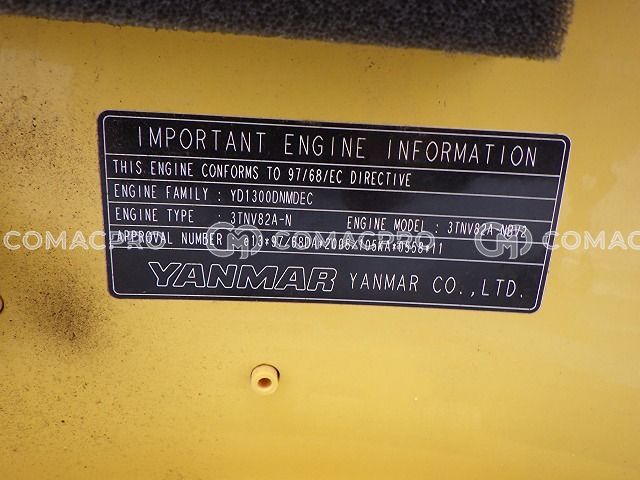 IMPORTANT ENGINE INFORMATION
THIS ENGINE CONFORMS TO 97/68/EC DIRECTIVE
ENGINE FAMILY : YD1300DNMDEC
ENGINE TYPE : 3TNV82A-N ENGINE MODEL : 3TNV82A-NBV2
APPROVAL NUMBER :
YANMAR YANMAR CO.,LTD.
COMACPRO COMACPRO COMACPRO